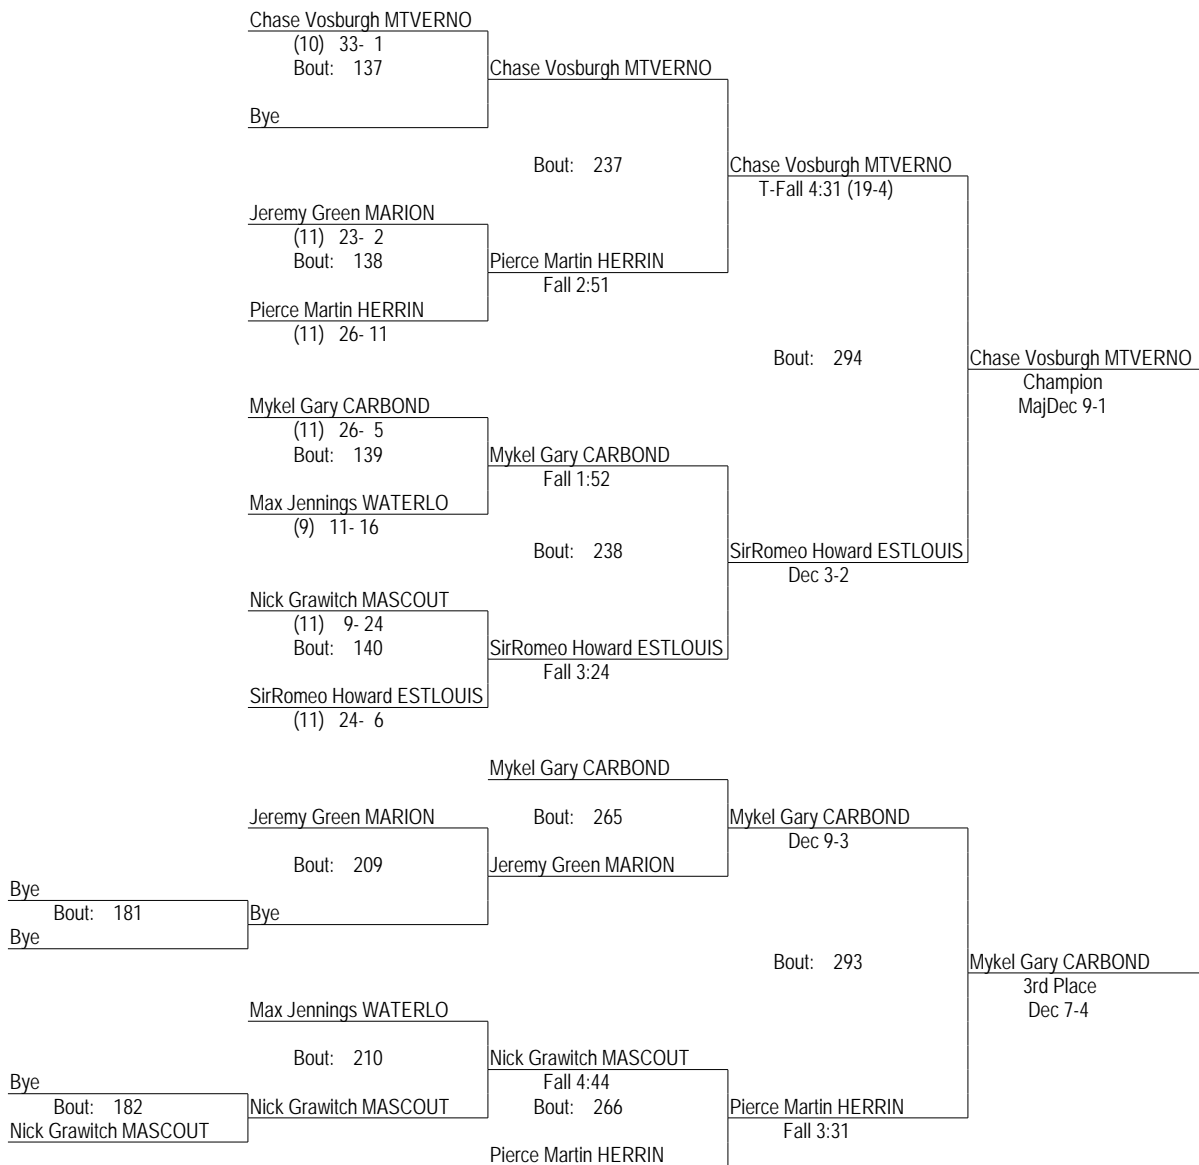 Chase Vosburgh MTVERNO
(10) 33- 1
Bout: 137
Chase Vosburgh MTVERNO
Bye
Bout: 237
Chase Vosburgh MTVERNO
T-Fall 4:31 (19-4)
Jeremy Green MARION
(11) 23- 2
Bout: 138
Pierce Martin HERRIN
Fall 2:51
Pierce Martin HERRIN
(11) 26- 11
Bout: 294
Chase Vosburgh MTVERNO
Champion
MajDec 9-1
Mykel Gary CARBOND
(11) 26- 5
Bout: 139
Mykel Gary CARBOND
Fall 1:52
Max Jennings WATERLO
(9) 11- 16
Bout: 238
SirRomeo Howard ESTLOUIS
Dec 3-2
Nick Grawitch MASCOUT
(11) 9- 24
Bout: 140
SirRomeo Howard ESTLOUIS
Fall 3:24
SirRomeo Howard ESTLOUIS
(11) 24- 6
Mykel Gary CARBOND
Jeremy Green MARION
Bout: 265
Mykel Gary CARBOND
Dec 9-3
Bout: 209
Jeremy Green MARION
Bye
Bout: 181
Bye
Bye
Bout: 293
Mykel Gary CARBOND
3rd Place
Dec 7-4
Max Jennings WATERLO
Bout: 210
Nick Grawitch MASCOUT
Fall 4:44
Bye
Bout: 182
Nick Grawitch MASCOUT
Bout: 266
Pierce Martin HERRIN
Fall 3:31
Nick Grawitch MASCOUT
Pierce Martin HERRIN